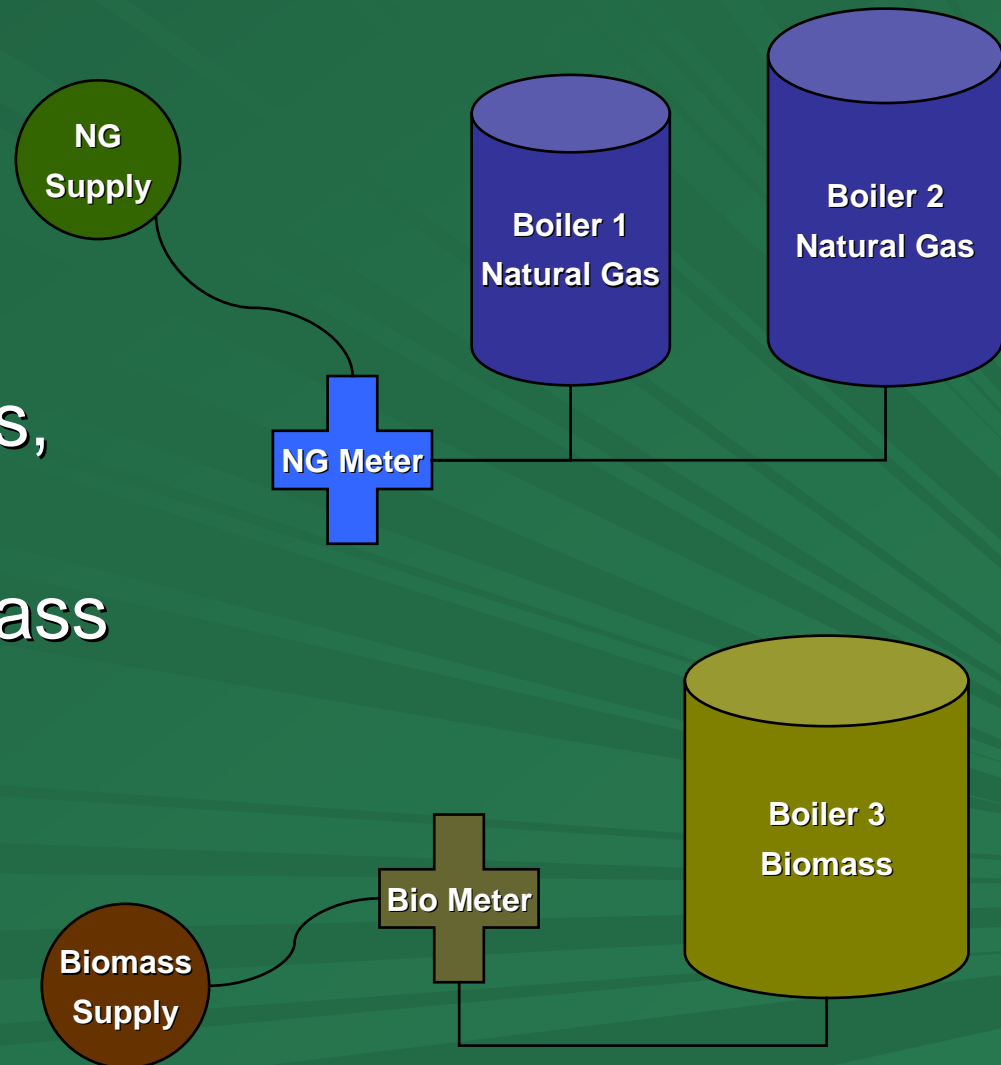 NG
Supply
Boiler 1
Natural Gas
Boiler 2
Natural Gas
s,
NG Meter
ass
Boiler 3
Biomass
Bio Meter
Biomass
Supply